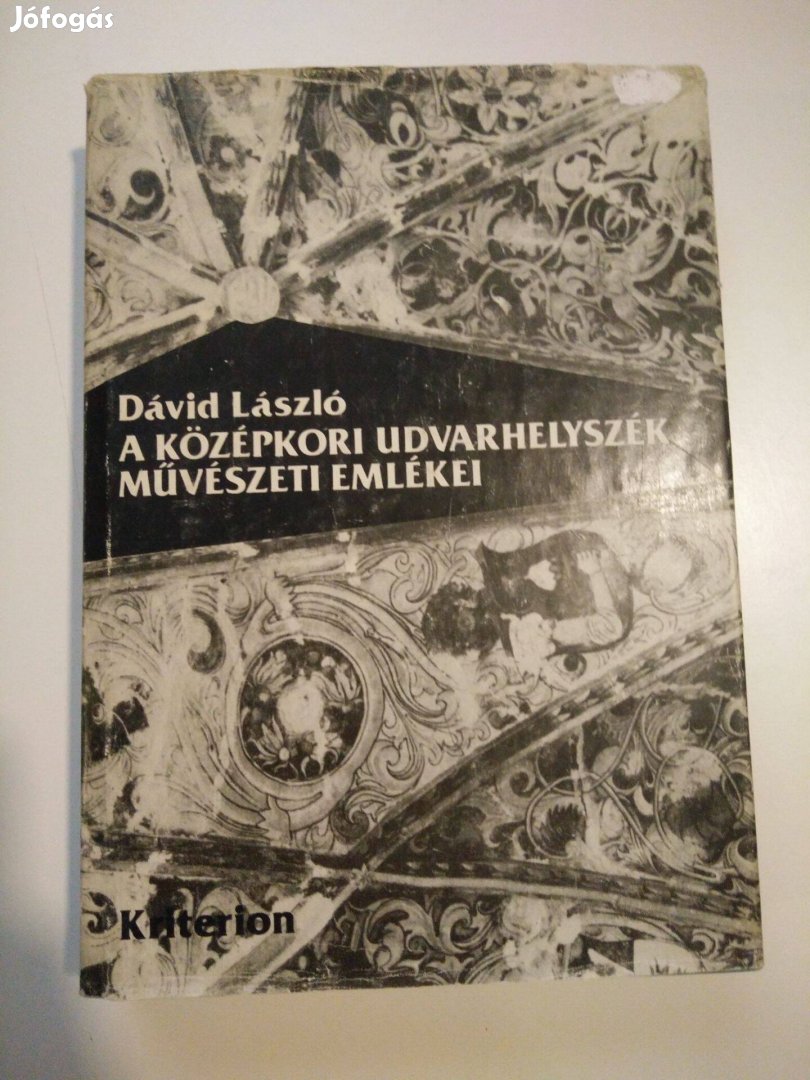 Jófogás
Dávid László
A KÖZÉPKORI UDVARHELYSZÉK
MŰVÉSZETI EMLÉKEI
Kriterion